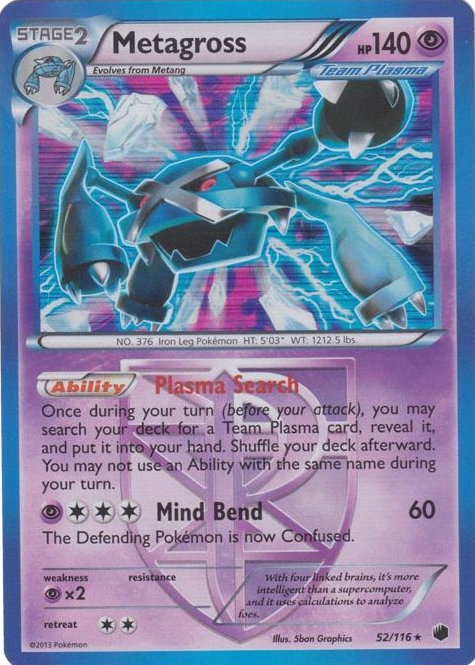 STAGE2
Metagross
HP140
Evolves from Metang
Team Plasma
NO. 376 Iron Leg Pokémon HT: 5'03" WT: 1212.5 lbs.
Ability Plasma Search
Once during your turn (before your attack), you may
search your deck for a Team Plasma card, reveal it,
and put it into your hand. Shuffle your deck afterward.
You may not use an Ability with the same name during
your turn.
Mind Bend 60
The Defending Pokémon is now Confused.
weakness
resistance
×2
retreat
With four linked brains, it's more
intelligent than a supercomputer,
and it uses calculations to analyze
foes.
Illus. 5ban Graphics
52/116★
©2013 Pokémon